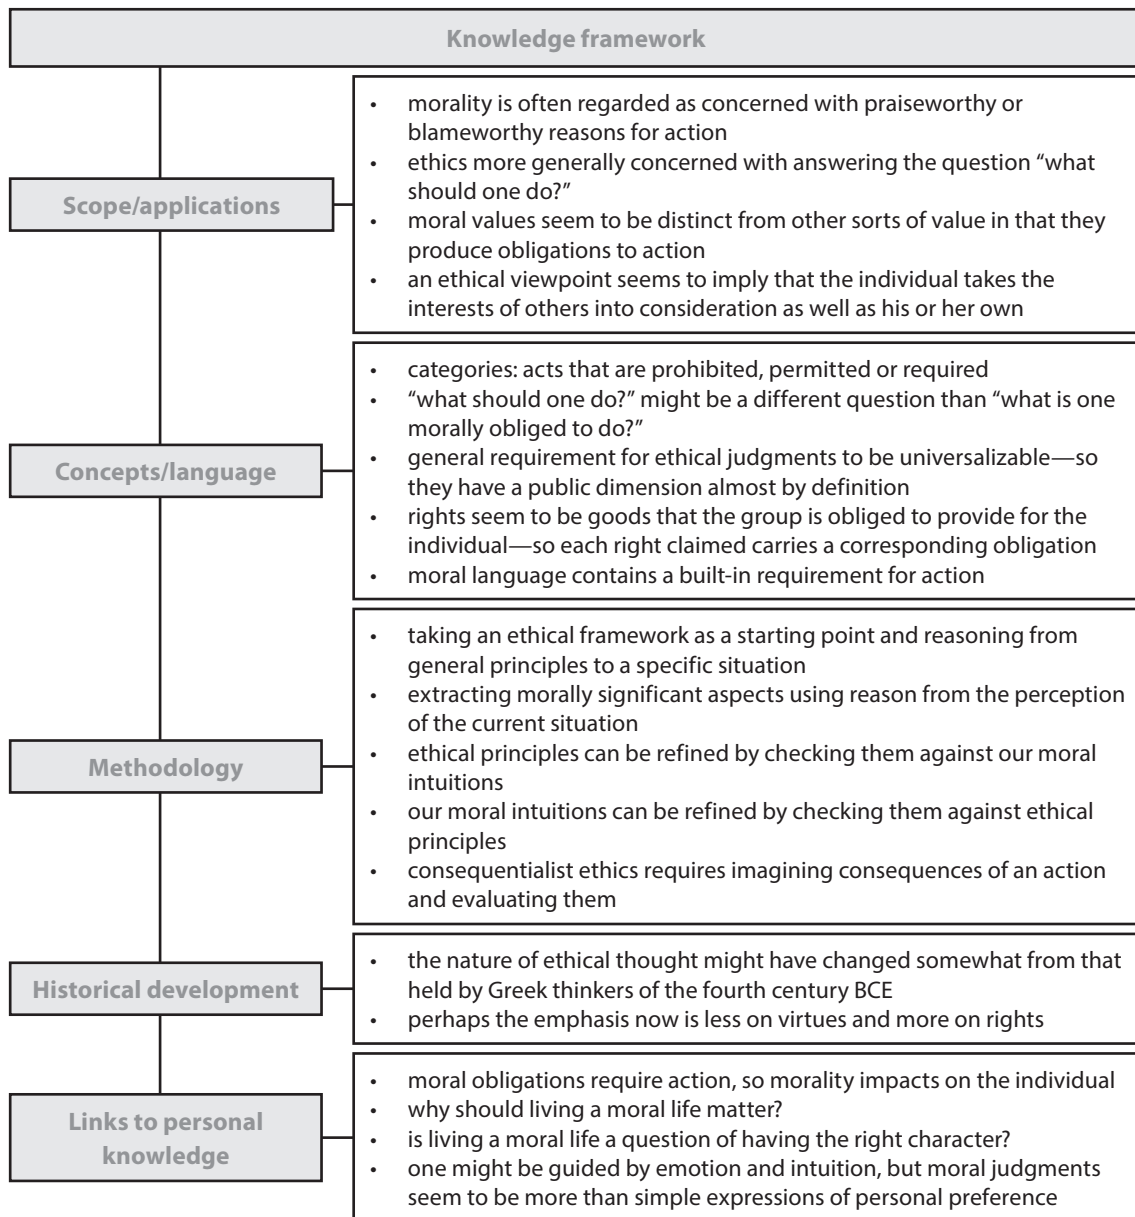 Knowledge framework
Scope/applications
• morality is often regarded as concerned with praiseworthy or
blameworthy reasons for action
• ethics more generally concerned with answering the question “what
should one do?”
• moral values seem to be distinct from other sorts of value in that they
produce obligations to action
• an ethical viewpoint seems to imply that the individual takes the
interests of others into consideration as well as his or her own
Concepts/language
• categories: acts that are prohibited, permitted or required
• “what should one do?” might be a different question than “what is one
morally obliged to do?”
• general requirement for ethical judgments to be universalizable—so
they have a public dimension almost by definition
• rights seem to be goods that the group is obliged to provide for the
individual—so each right claimed carries a corresponding obligation
• moral language contains a built-in requirement for action
Methodology
• taking an ethical framework as a starting point and reasoning from
general principles to a specific situation
• extracting morally significant aspects using reason from the perception
of the current situation
• ethical principles can be refined by checking them against our moral
intuitions
• our moral intuitions can be refined by checking them against ethical
principles
• consequentialist ethics requires imagining consequences of an action
and evaluating them
Historical development
• the nature of ethical thought might have changed somewhat from that
held by Greek thinkers of the fourth century BCE
• perhaps the emphasis now is less on virtues and more on rights
Links to personal
knowledge
• moral obligations require action, so morality impacts on the individual
• why should living a moral life matter?
• is living a moral life a question of having the right character?
• one might be guided by emotion and intuition, but moral judgments
seem to be more than simple expressions of personal preference